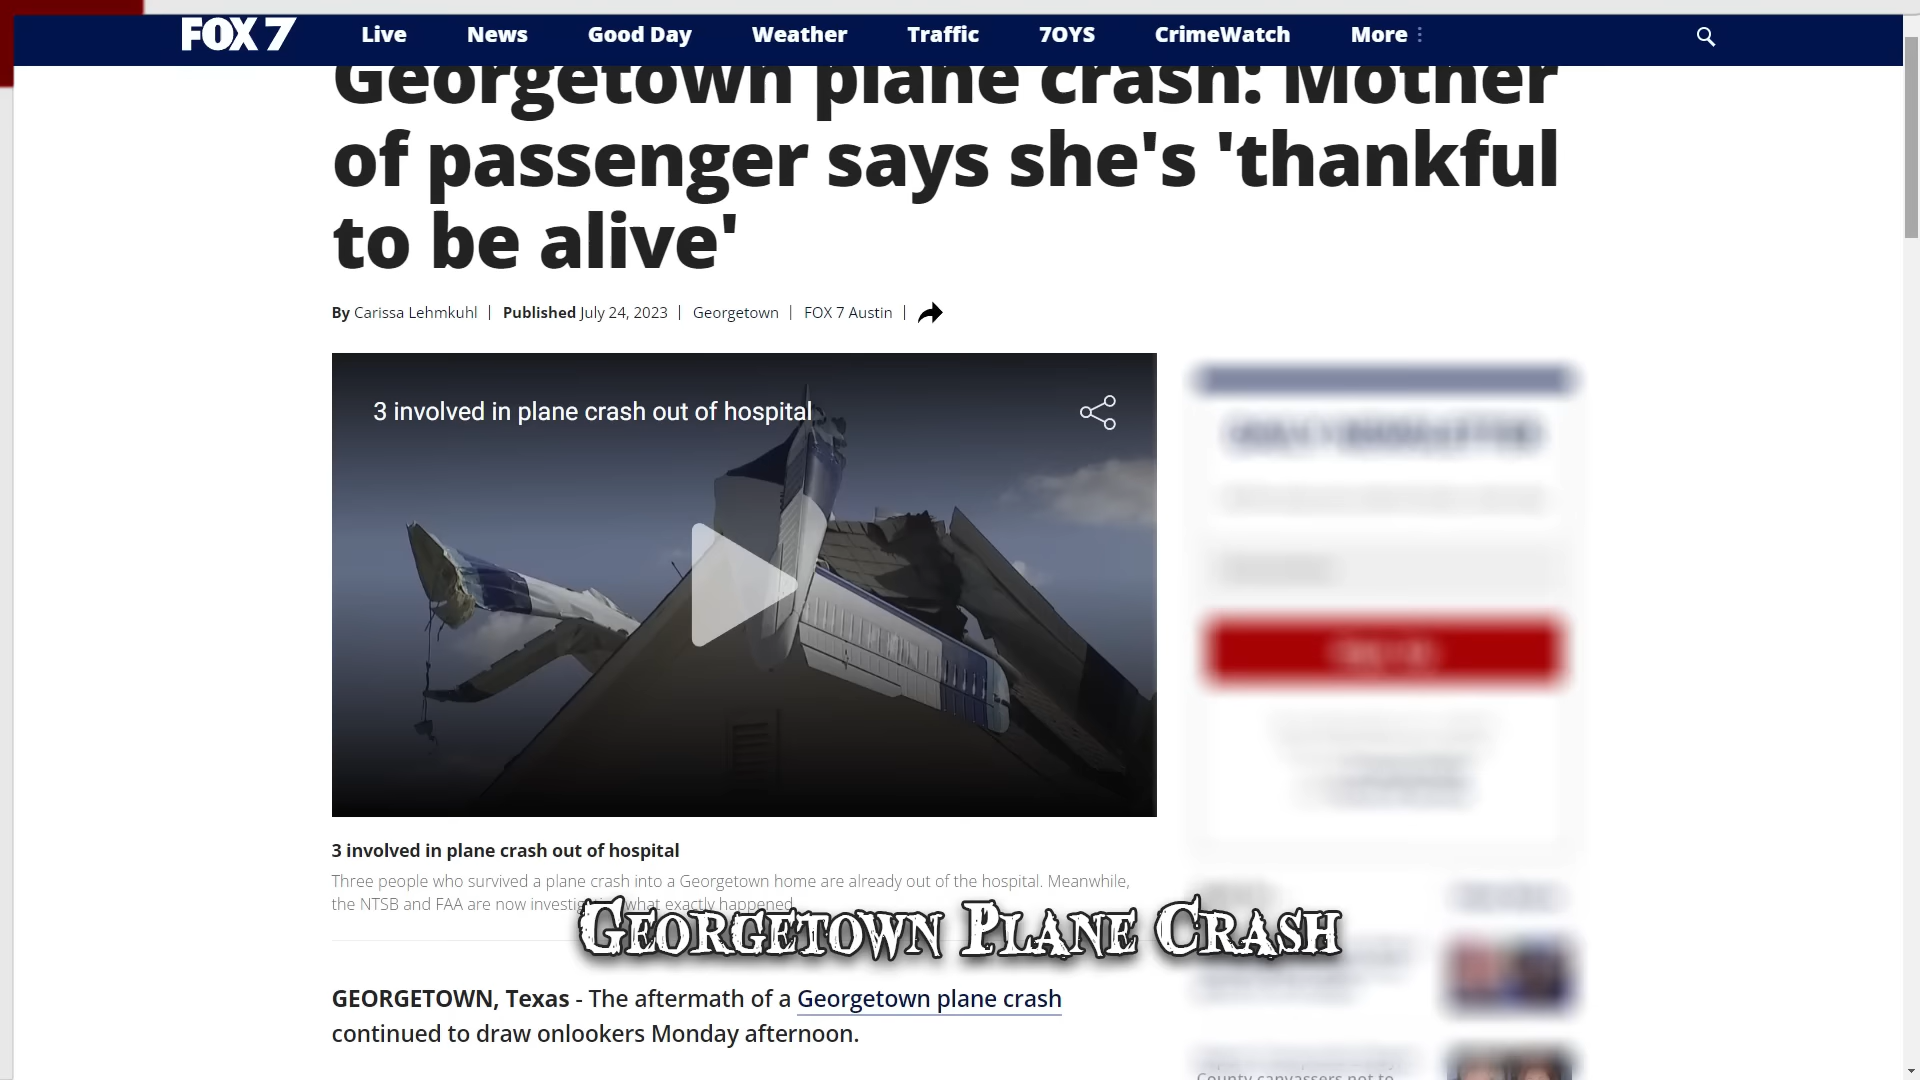 FOX 7 Live News Good Day Weather Traffic 7OYS CrimeWatch More
Georgetown plane crash: Mother
of passenger says she's 'thankful
to be alive'
By Carissa Lehmkuhl | Published July 24, 2023 | Georgetown | FOX 7 Austin |
3 involved in plane crash out of hospital
3 involved in plane crash out of hospital
Three people who survived a plane crash into a Georgetown home are already out of the hospital. Meanwhile,
the NTSB and FAA are now what exactly happened.
Georgetown Plane Crash
GEORGETOWN, Texas - The aftermath of a Georgetown plane crash
continued to draw onlookers Monday afternoon.
County canvassers not to